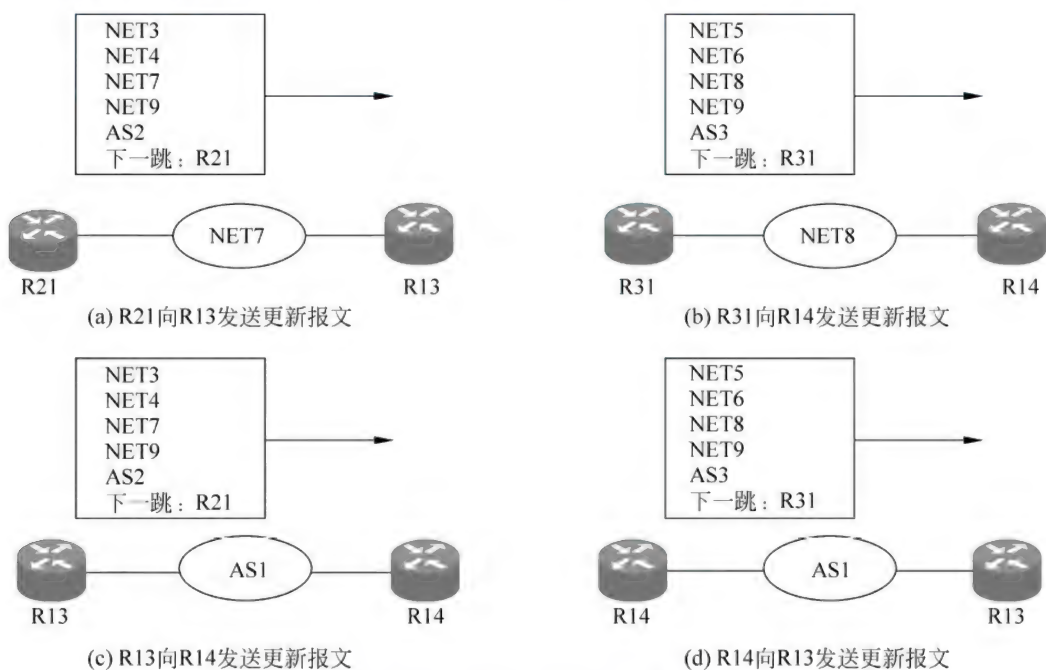 NET3
NET4
NET7
NET9
AS2
下一跳：R21
NET7
R21
R13
(a) R21向R13发送更新报文
NET5
NET6
NET8
NET9
AS3
下一跳：R31
NET8
R31
R14
(b) R31向R14发送更新报文
NET3
NET4
NET7
NET9
AS2
下一跳：R21
AS1
R13
R14
(c) R13向R14发送更新报文
NET5
NET6
NET8
NET9
AS3
下一跳：R31
AS1
R14
R13
(d) R14向R13发送更新报文